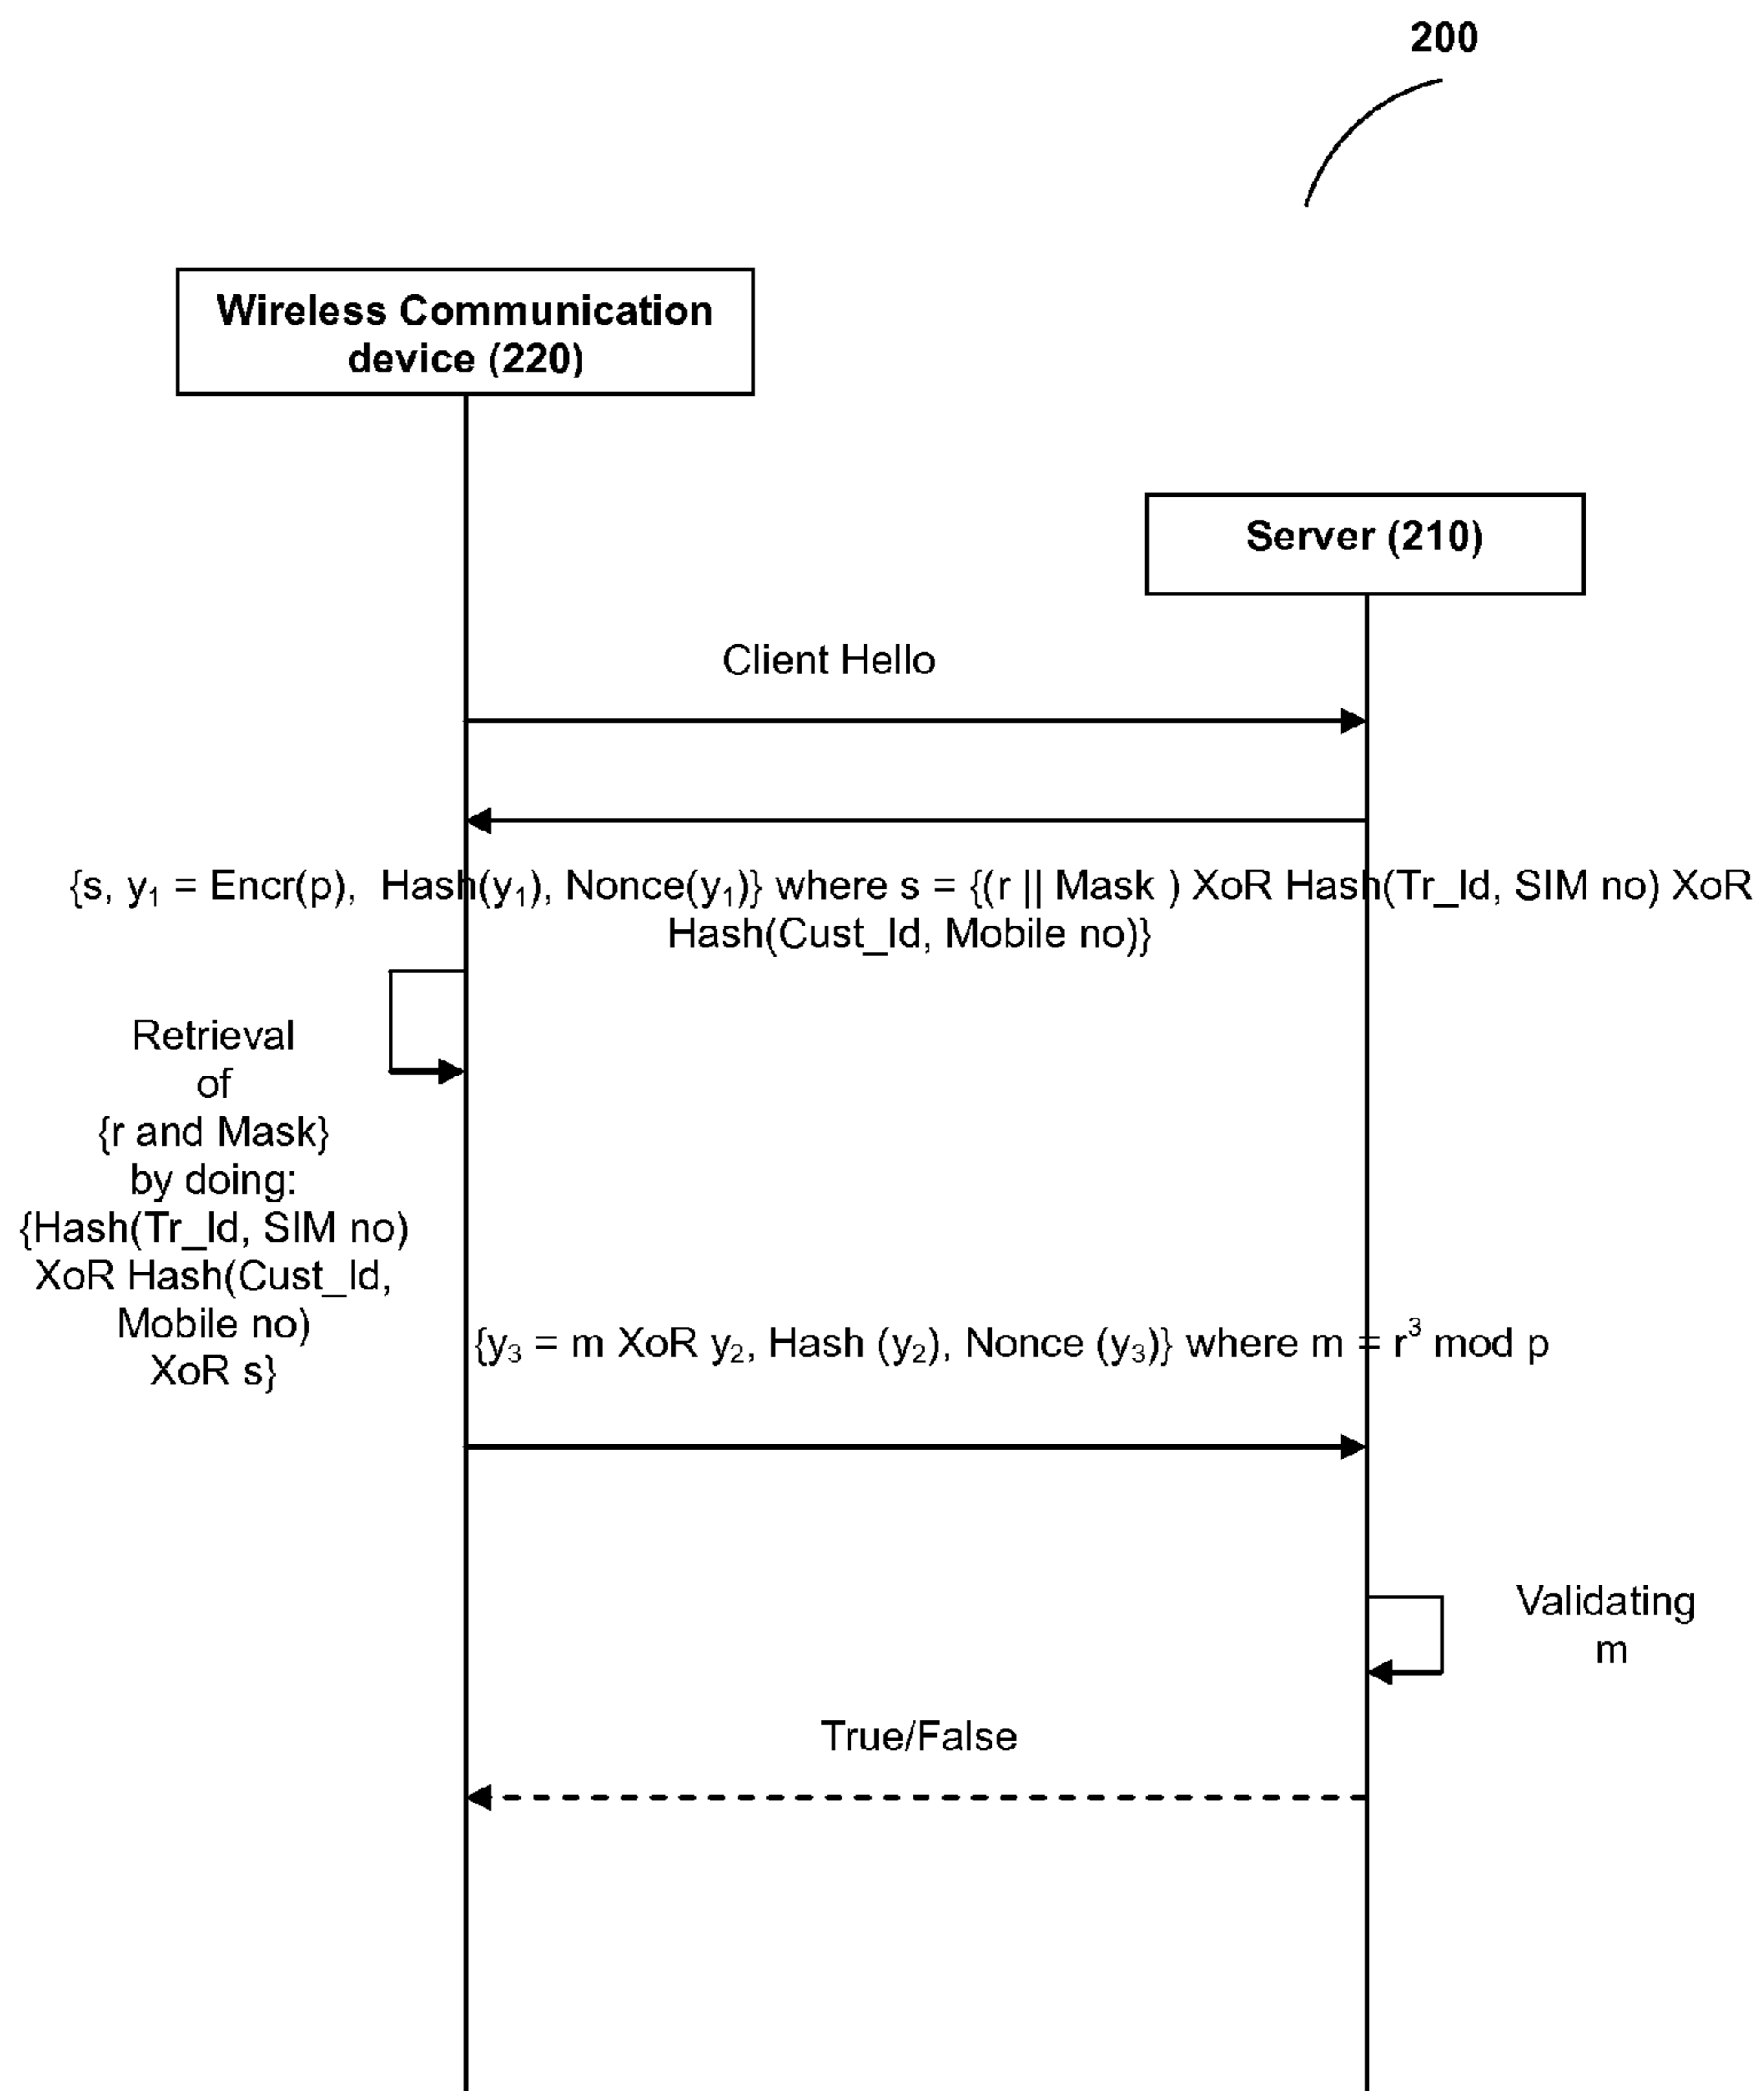 200
Wireless Communication
device (220)
Server (210)
Client Hello
{s, y₁ = Encr(p), Hash(y₁), Nonce(y₁)} where s = {(r || Mask ) XoR Hash(Tr_Id, SIM no) XoR
Hash(Cust_Id, Mobile no)}
Retrieval
of
{r and Mask}
by doing:
{Hash(Tr_Id, SIM no)
XoR Hash(Cust_Id,
Mobile no)
XoR s}
{y₃ = m XoR y₂, Hash (y₂), Nonce (y₃)} where m = r³ mod p
Validating
m
True/False